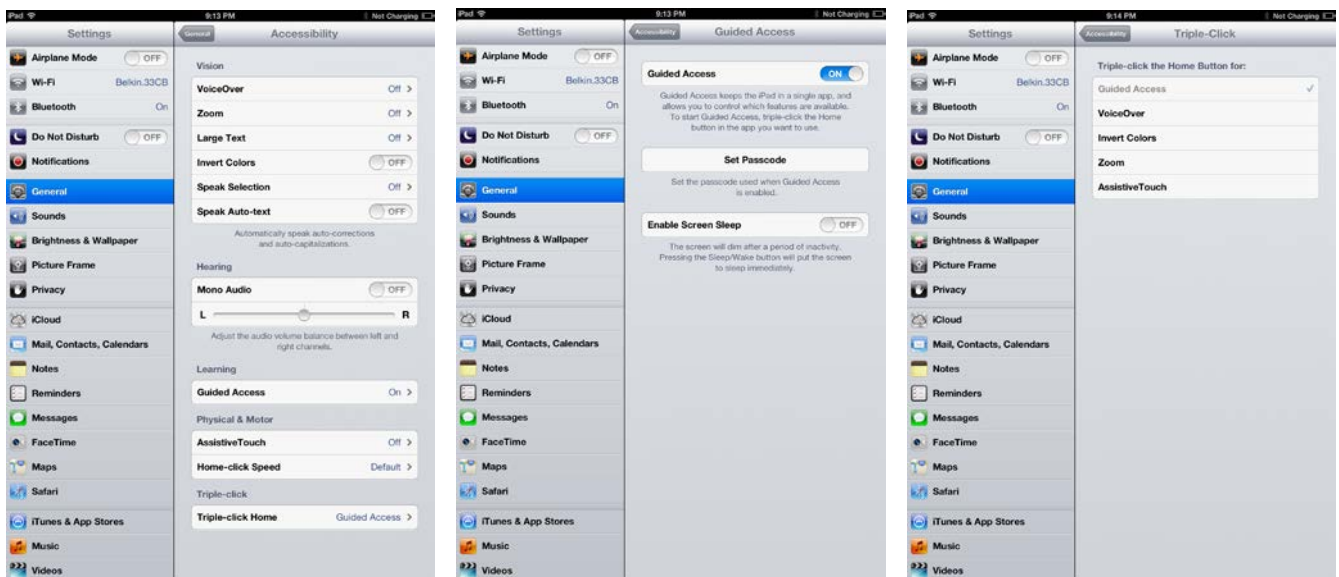 iPad 9:13 PM Not Charging
Settings
Airplane Mode OFF
Wi-Fi Belkin.33CB
Bluetooth On
Do Not Disturb OFF
Notifications
General
Sounds
Brightness & Wallpaper
Picture Frame
Privacy
iCloud
Mail, Contacts, Calendars
Notes
Reminders
Messages
FaceTime
Maps
Safari
iTunes & App Stores
Music
Videos
General Accessibility
Vision
VoiceOver Off >
Zoom Off >
Large Text Off >
Invert Colors OFF
Speak Selection Off >
Speak Auto-text OFF
Automatically speak auto-corrections
and auto-capitalizations.
Hearing
Mono Audio OFF
L R
Adjust the audio volume balance between left and
right channels.
Learning
Guided Access On >
Physical & Motor
AssistiveTouch Off >
Home-click Speed Default >
Triple-click
Triple-click Home Guided Access >
iPad 9:13 PM Not Charging
Settings
Airplane Mode OFF
Wi-Fi Belkin.33CB
Bluetooth On
Do Not Disturb OFF
Notifications
General
Sounds
Brightness & Wallpaper
Picture Frame
Privacy
iCloud
Mail, Contacts, Calendars
Notes
Reminders
Messages
FaceTime
Maps
Safari
iTunes & App Stores
Music
Videos
Accessibility Guided Access
Guided Access ON
Guided Access keeps the iPad in a single app, and
allows you to control which features are available.
To start Guided Access, triple-click the Home
button in the app you want to use.
Set Passcode
Set the passcode used when Guided Access
is enabled.
Enable Screen Sleep OFF
The screen will dim after a period of inactivity.
Pressing the Sleep/Wake button will put the screen
to sleep immediately.
iPad 9:14 PM Not Charging
Settings
Airplane Mode OFF
Wi-Fi Belkin.33CB
Bluetooth On
Do Not Disturb OFF
Notifications
General
Sounds
Brightness & Wallpaper
Picture Frame
Privacy
iCloud
Mail, Contacts, Calendars
Notes
Reminders
Messages
FaceTime
Maps
Safari
iTunes & App Stores
Music
Videos
Accessibility Triple-Click
Triple-click the Home Button for:
Guided Access ✓
VoiceOver
Invert Colors
Zoom
AssistiveTouch